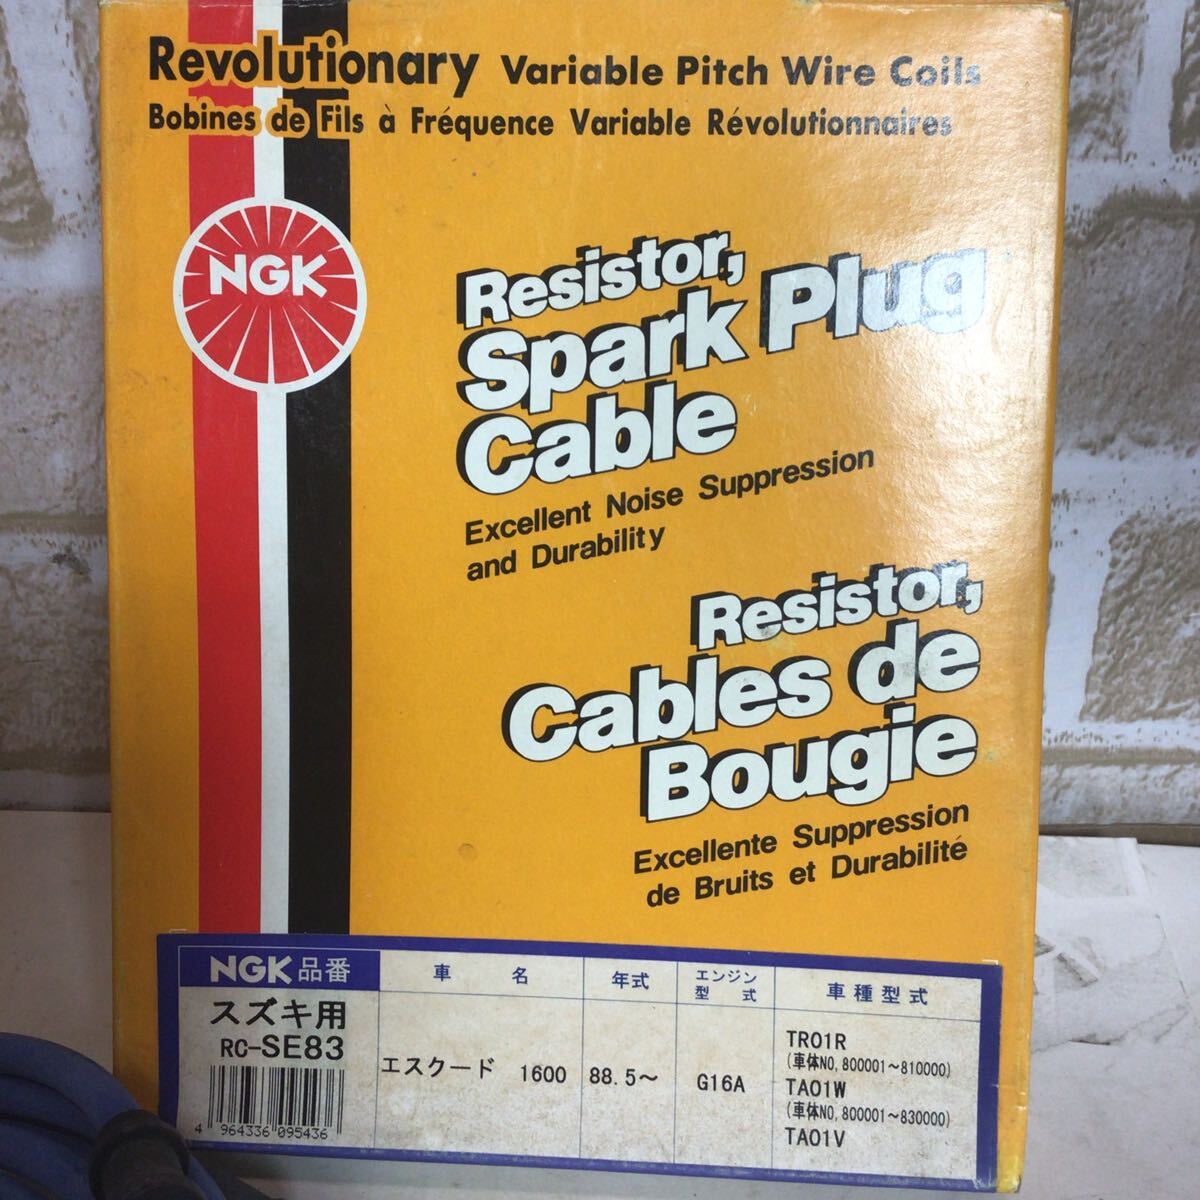 Revolutionary Variable Pitch Wire Coils
Bobines de Fils à Fréquence Variable Révolutionnaires
NGK
Resistor,
Spark Plug
Cable
Excellent Noise Suppression
and Durability
Resistor,
Cables de
Bougie
Excellente Suppression
de Bruits et Durabilité
NGK品番 車 名 年式 エンジン型 式 車種型式
スズキ用
RC-SE83
エスクード 1600 88.5～ G16A
TR01R
(車体NO,800001～810000)
TA01W
(車体NO,800001～830000)
TA01V
4 964336 095436